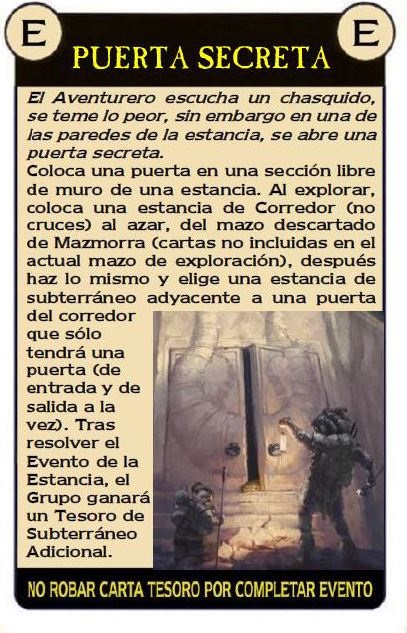 E
E
PUERTA SECRETA
El Aventurero escucha un chasquido,
se teme lo peor, sin embargo en una de
las paredes de la estancia, se abre una
puerta secreta.
Coloca una puerta en una sección libre
de muro de una estancia. Al explorar,
coloca una estancia de Corredor (no
cruces) al azar, del mazo descartado
de Mazmorra (cartas no incluidas en el
actual mazo de exploración), después
haz lo mismo y elige una estancia de
subterráneo adyacente a una puerta
del corredor
que sólo
tendrá una
puerta (de
entrada y de
salida a la
vez). Tras
resolver el
Evento de la
Estancia, el
Grupo ganará
un Tesoro de
Subterráneo
Adicional.
NO ROBAR CARTA TESORO POR COMPLETAR EVENTO